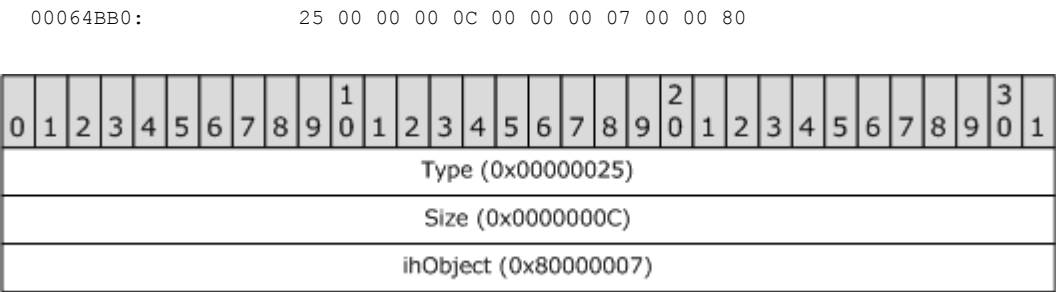 00064BB0: 25 00 00 00 0C 00 00 00 07 00 00 80
1 2 3
0 1 2 3 4 5 6 7 8 9 0 1 2 3 4 5 6 7 8 9 0 1 2 3 4 5 6 7 8 9 0 1
Type (0x00000025)
Size (0x0000000C)
ihObject (0x80000007)